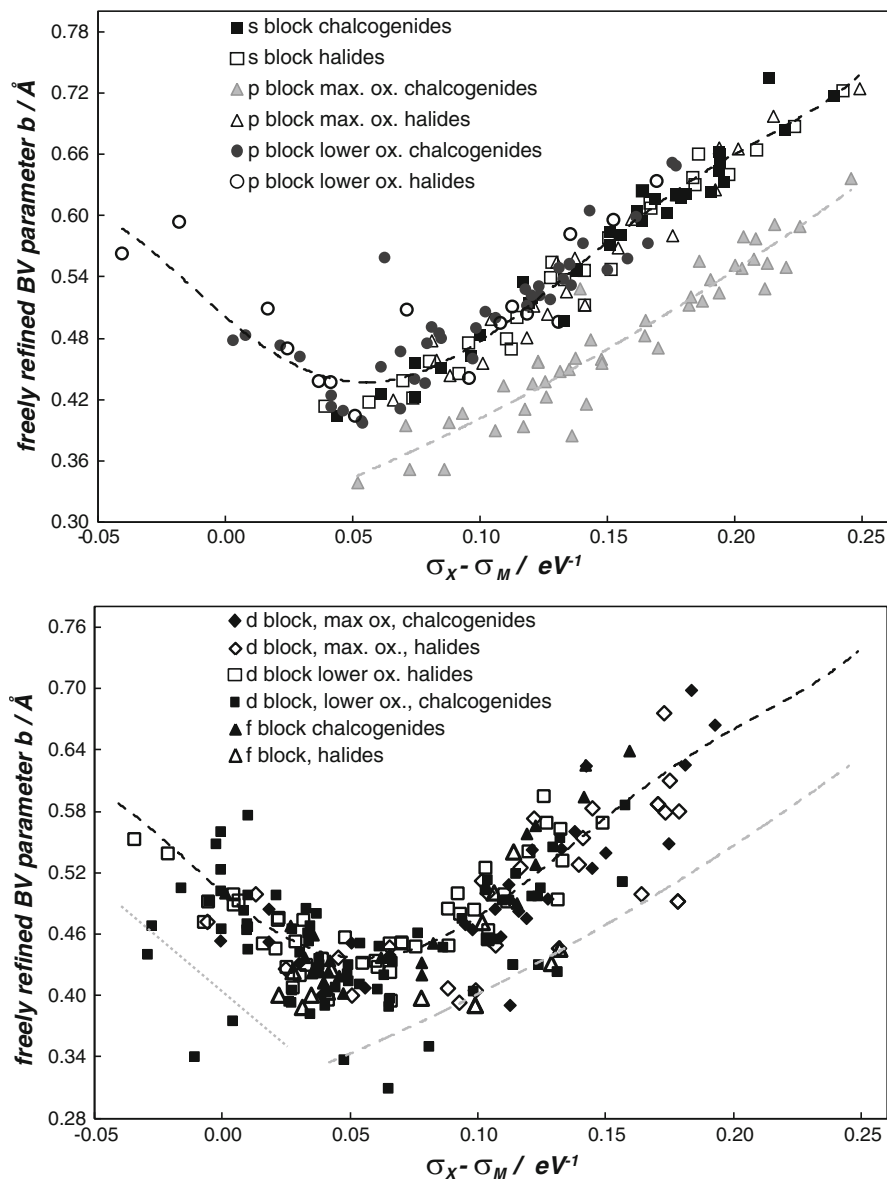 0.78
0.72
0.66
0.60
0.54
0.48
0.42
0.36
0.30
freely refined BV parameter b / Å
s block chalcogenides
s block halides
p block max. ox. chalcogenides
p block max. ox. halides
p block lower ox. chalcogenides
p block lower ox. halides
-0.05 0.00 0.05 0.10 0.15 0.20 0.25
σX - σM / eV-1
0.76
0.70
0.64
0.58
0.52
0.46
0.40
0.34
0.28
freely refined BV parameter b / Å
d block, max ox, chalcogenides
d block, max. ox., halides
d block lower ox. halides
d block, lower ox., chalcogenides
f block chalcogenides
f block, halides
-0.05 0.00 0.05 0.10 0.15 0.20 0.25
σX - σM / eV-1